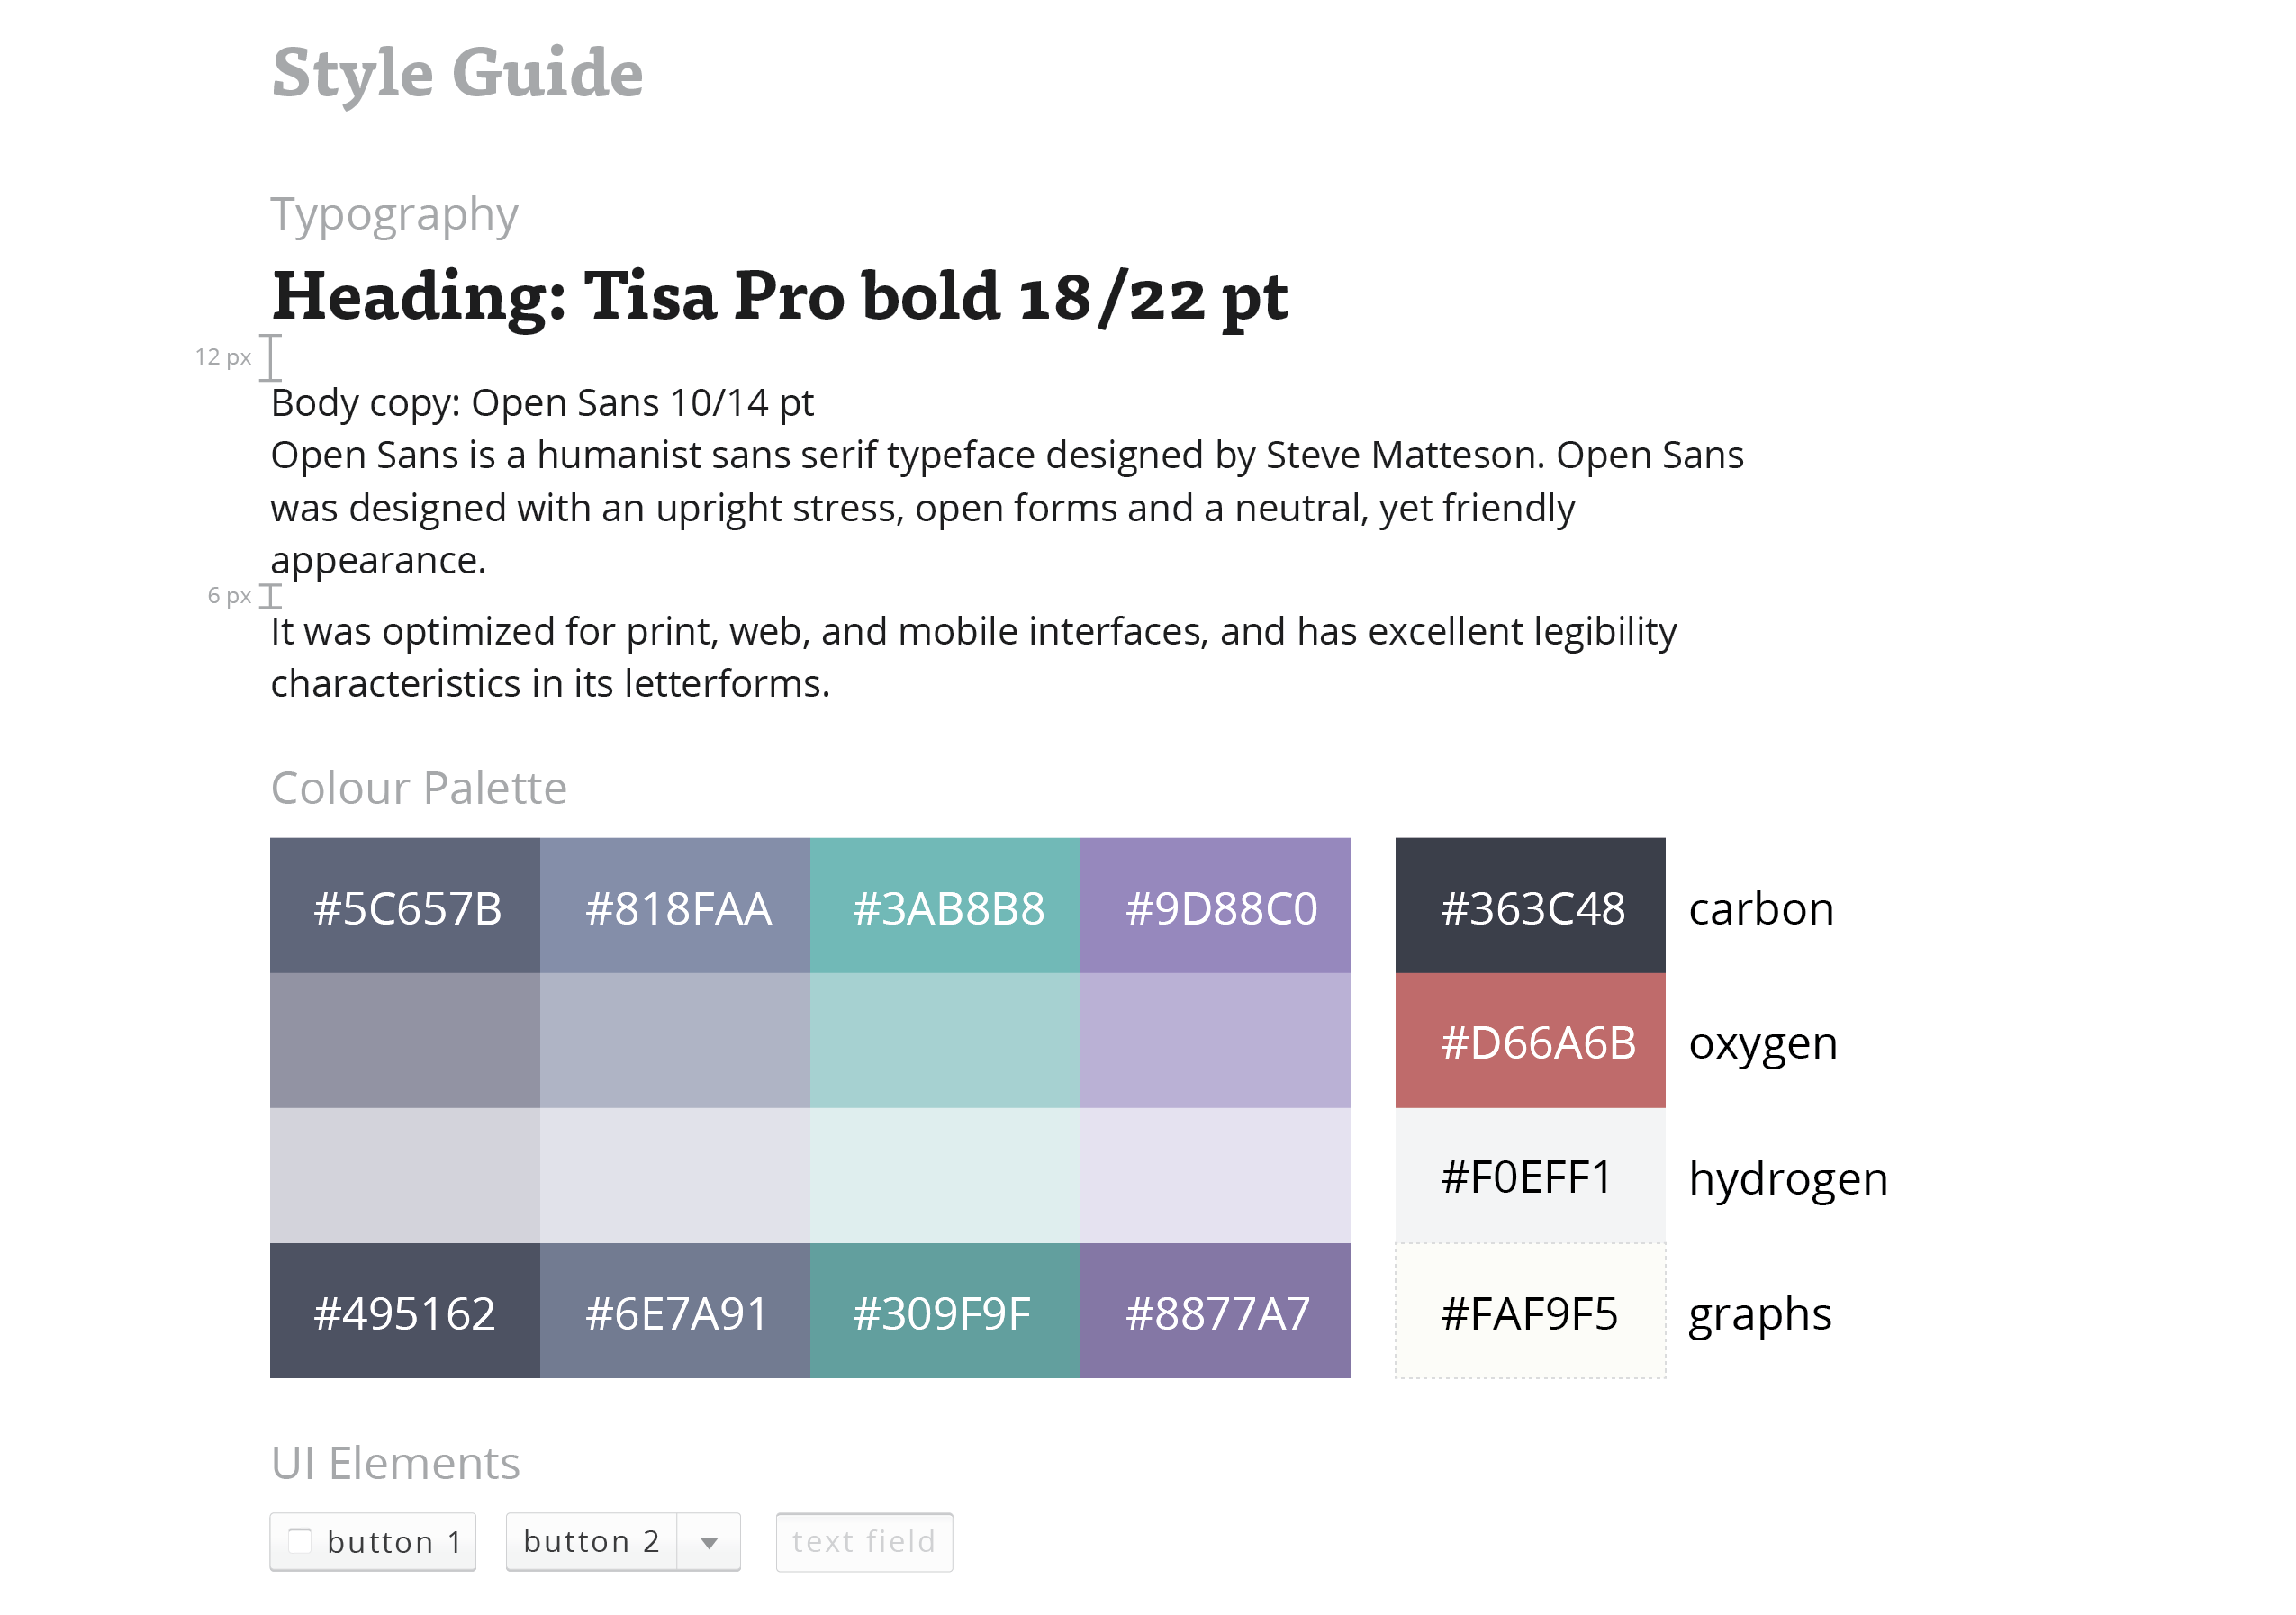 Style Guide
Typography
Heading: Tisa Pro bold 18/22 pt
12 px
Body copy: Open Sans 10/14 pt
Open Sans is a humanist sans serif typeface designed by Steve Matteson. Open Sans
was designed with an upright stress, open forms and a neutral, yet friendly
appearance.
6 px
It was optimized for print, web, and mobile interfaces, and has excellent legibility
characteristics in its letterforms.
Colour Palette
#5C657B #818FAA #3AB8B8 #9D88C0 #363C48 carbon
#D66A6B oxygen
#F0EFF1 hydrogen
#495162 #6E7A91 #309F9F #8877A7 #FAF9F5 graphs
UI Elements
button 1 button 2 text field